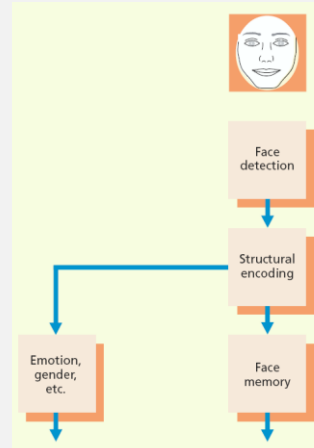 Face
detection
Structural
encoding
Emotion,
gender,
etc.
Face
memory